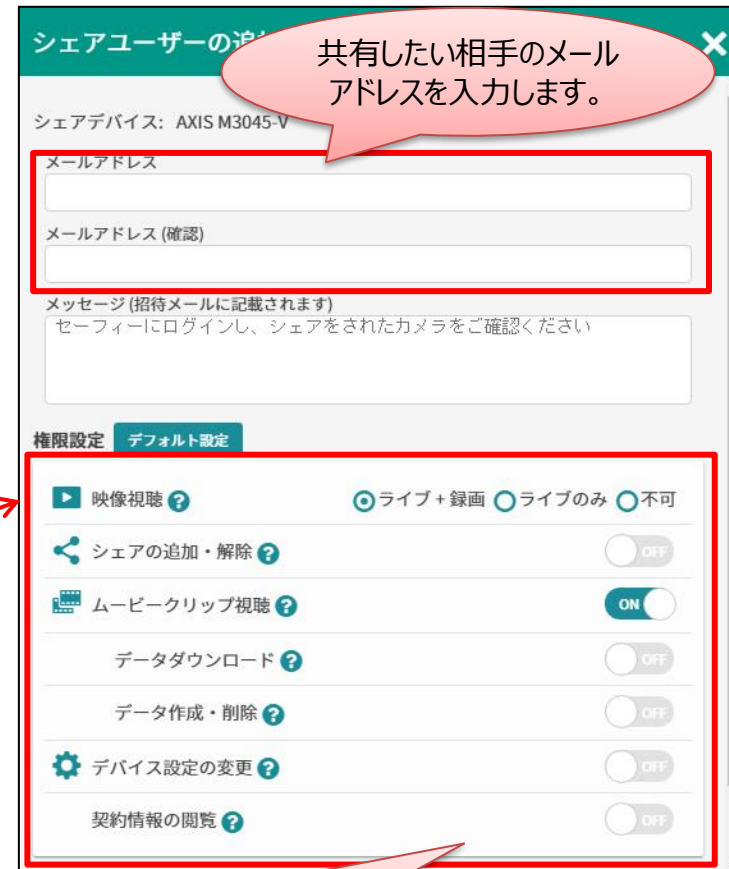 シェアユーザーの追
共有したい相手のメール
アドレスを入力します。
シェアデバイス: AXIS M3045-V
メールアドレス
メールアドレス (確認)
メッセージ (招待メールに記載されます)
セーフィーにログインし、シェアをされたカメラをご確認ください
権限設定 デフォルト設定
映像視聴 ? ライブ + 録画 ライブのみ 不可
シェアの追加・解除 ? OFF
ムービークリップ視聴 ? ON
データダウンロード ? OFF
データ作成・削除 ? OFF
デバイス設定の変更 ? OFF
契約情報の閲覧 ? OFF